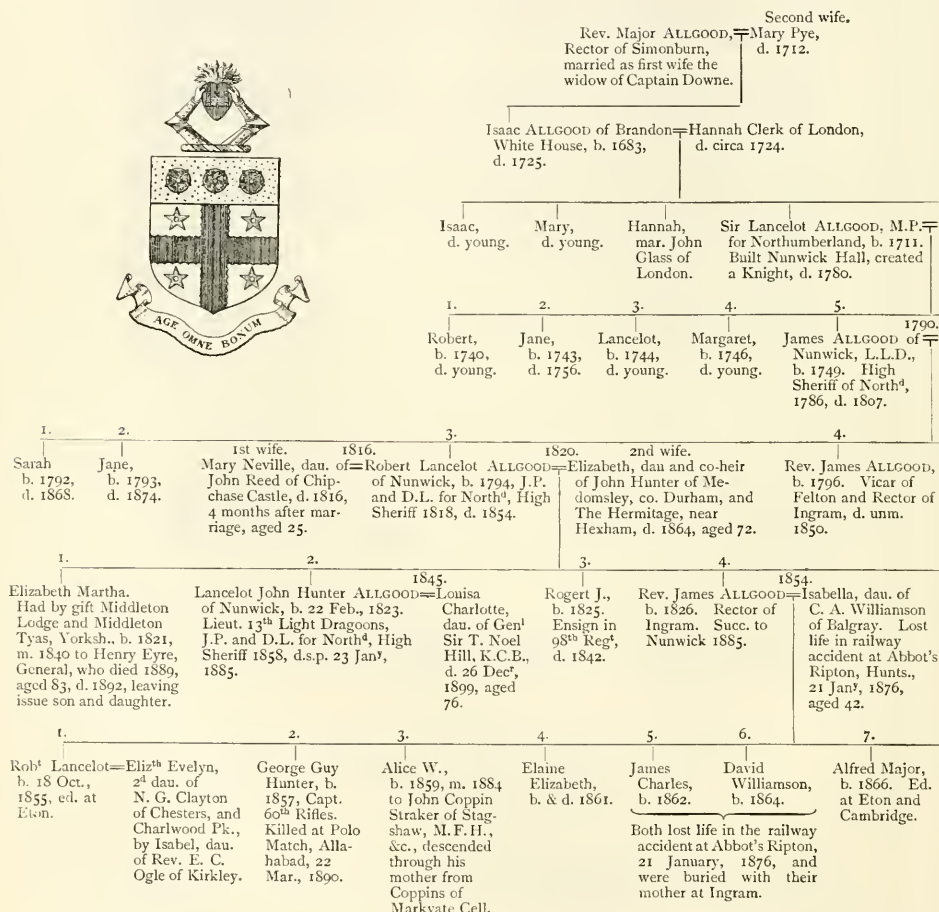 Second wife.
Rev. Major ALLGOOD,
Rector of Simonburn,
married as first wife the
widow of Captain Downe.
Mary Pye,
d. 1712.
AGE OMNE BONUM
Isaac ALLGOOD of Brandon
White House, b. 1683,
d. 1725.
Hannah Clerk of London,
d. circa 1724.
Isaac,
d. young.
Mary,
d. young.
Hannah,
mar. John
Glass of
London.
Sir Lancelot ALLGOOD, M.P.
for Northumberland, b. 1711.
Built Nunwick Hall, created
a Knight, d. 1780.
1.
Robert,
b. 1740,
d. young.
2.
Jane,
b. 1743,
d. 1756.
3.
Lancelot,
b. 1744,
d. young.
4.
Margaret,
b. 1746,
d. young.
5.
1790.
James ALLGOOD of
Nunwick, L.L.D.,
b. 1749. High
Sheriff of Northd,
1786, d. 1807.
1.
Sarah
b. 1792,
d. 1868.
2.
Jane,
b. 1793,
d. 1874.
1st wife.
1816.
Mary Neville, dau. of
John Reed of Chip-
chase Castle, d. 1816,
4 months after mar-
riage, aged 25.
3.
Robert Lancelot ALLGOOD
of Nunwick, b. 1794, J.P.
and D.L. for Northd, High
Sheriff 1818, d. 1854.
1820.
2nd wife.
Elizabeth, dau and co-heir
of John Hunter of Me-
domsley, co. Durham, and
The Hermitage, near
Hexham, d. 1864, aged 72.
4.
Rev. James ALLGOOD,
b. 1796. Vicar of
Felton and Rector of
Ingram, d. unm.
1850.
1.
Elizabeth Martha.
Had by gift Middleton
Lodge and Middleton
Tyas, Yorksh., b. 1821,
m. 1840 to Henry Eyre,
General, who died 1889,
aged 83, d. 1892, leaving
issue son and daughter.
2.
1845.
Lancelot John Hunter ALLGOOD
of Nunwick, b. 22 Feb., 1823.
Lieut. 13th Light Dragoons,
J.P. and D.L. for Northd, High
Sheriff 1858, d.s.p. 23 Jany,
1885.
Louisa
Charlotte,
dau. of Genl
Sir T. Noel
Hill, K.C.B.,
d. 26 Decr,
1899, aged
76.
3.
Rogert J.,
b. 1825.
Ensign in
98th Regt,
d. 1842.
4.
1854.
Rev. James ALLGOOD
b. 1826. Rector of
Ingram. Succ. to
Nunwick 1885.
Isabella, dau. of
C. A. Williamson
of Balgray. Lost
life in railway
accident at Abbot's
Ripton, Hunts.,
21 Jany, 1876,
aged 42.
1.
Robt Lancelot
b. 18 Oct.,
1855, ed. at
Eton.
Elizth Evelyn,
2d dau. of
N. G. Clayton
of Chesters, and
Charlwood Pk.,
by Isabel, dau.
of Rev. E. C.
Ogle of Kirkley.
2.
George Guy
Hunter, b.
1857, Capt.
60th Rifles.
Killed at Polo
Match, Alla-
habad, 22
Mar., 1890.
3.
Alice W.,
b. 1859, m. 1884
to John Coppin
Straker of Stag-
shaw, M.F.H.,
&c., descended
through his
mother from
Coppins of
Markyate Cell.
4.
Elaine
Elizabeth,
b. & d. 1861.
5.
James
Charles,
b. 1862.
6.
David
Williamson,
b. 1864.
Both lost life in the railway
accident at Abbot's Ripton,
21 January, 1876, and
were buried with their
mother at Ingram.
7.
Alfred Major,
b. 1866. Ed.
at Eton and
Cambridge.